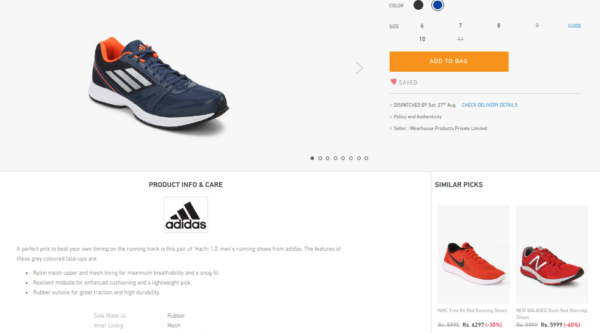 COLOR
SIZE 6 7 8 9 GUIDE
10 11
ADD TO BAG
SAVED
DISPATCHED BY Sat, 27th Aug. CHECK DELIVERY DETAILS
Policy and Authenticity
Seller : Wearhouse Products Private Limited
PRODUCT INFO & CARE
adidas
A perfect pick to beat your own timing on the running track is this pair of 'Hachi 1.0' men's running shoes from adidas. The features of
these grey coloured lace-ups are:
Nylon mesh upper and mesh lining for maximum breathability and a snug fit.
Resilient midsole for enhanced cushioning and a lightweight pick.
Rubber outsole for great traction and high durability.
Sole Material Rubber
Inner Lining Mesh
SIMILAR PICKS
NIKE Free Rn Red Running Shoes
Rs. 8995 Rs. 6297 (-30%)
NEW BALANCE Rush Red Running
Shoes
Rs. 9999 Rs. 5999 (-40%)